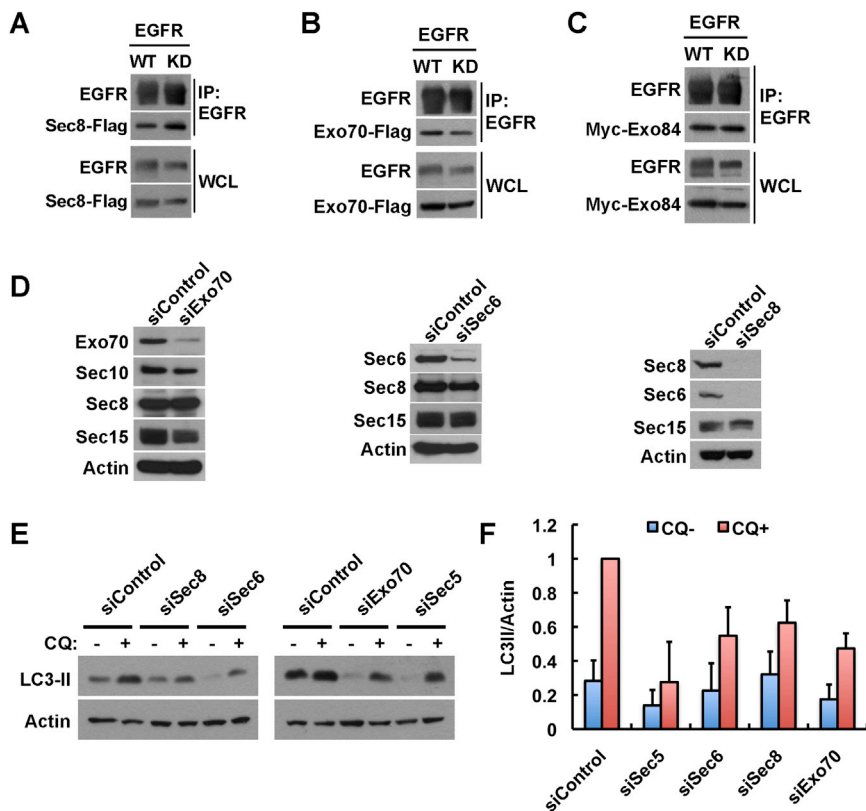 A
EGFR
WT KD
EGFR
Sec8-Flag
IP:
EGFR
EGFR
Sec8-Flag
WCL
B
EGFR
WT KD
EGFR
Exo70-Flag
IP:
EGFR
EGFR
Exo70-Flag
WCL
C
EGFR
WT KD
EGFR
Myc-Exo84
IP:
EGFR
EGFR
Myc-Exo84
WCL
D
siControl
siExo70
Exo70
Sec10
Sec8
Sec15
Actin
siControl
siSec6
Sec6
Sec8
Sec15
Actin
siControl
siSec8
Sec8
Sec6
Sec15
Actin
E
siControl
siSec8
siSec6
siControl
siExo70
siSec5
CQ: - + - + - + - + - + - +
LC3-II
Actin
F
CQ- CQ+
LC3II/Actin
1.2
1
0.8
0.6
0.4
0.2
0
siControl
siSec5
siSec6
siSec8
siExo70